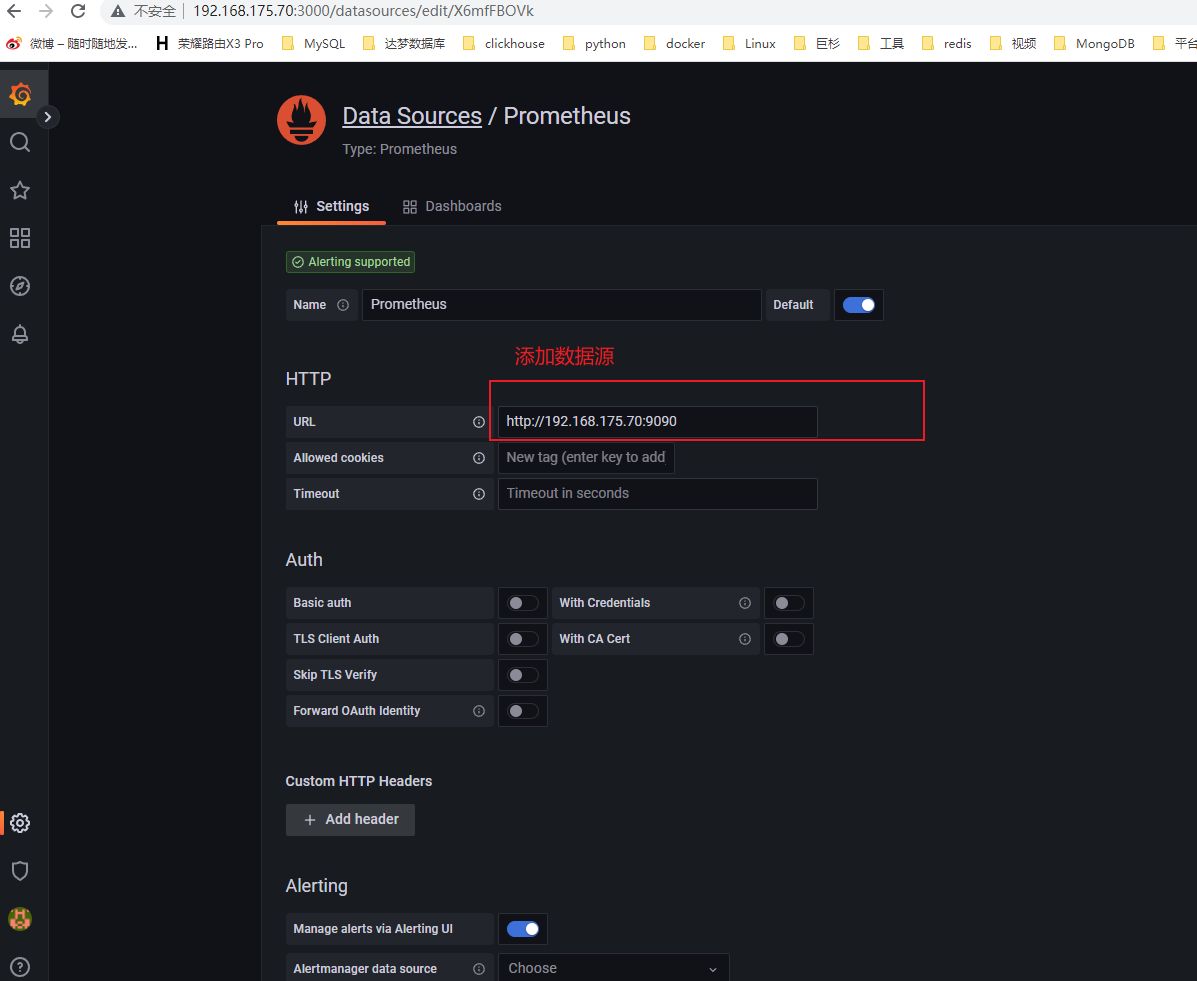 不安全 192.168.175.70:3000/datasources/edit/X6mfFBOVk
微博 – 随时随地发... 荣耀路由X3 Pro MySQL 达梦数据库 clickhouse python docker Linux 巨杉 工具 redis 视频 MongoDB 平台
Data Sources / Prometheus
Type: Prometheus
Settings Dashboards
Alerting supported
Name Prometheus Default
添加数据源
HTTP
URL http://192.168.175.70:9090
Allowed cookies New tag (enter key to add
Timeout Timeout in seconds
Auth
Basic auth With Credentials
TLS Client Auth With CA Cert
Skip TLS Verify
Forward OAuth Identity
Custom HTTP Headers
+ Add header
Alerting
Manage alerts via Alerting UI
Alertmanager data source Choose